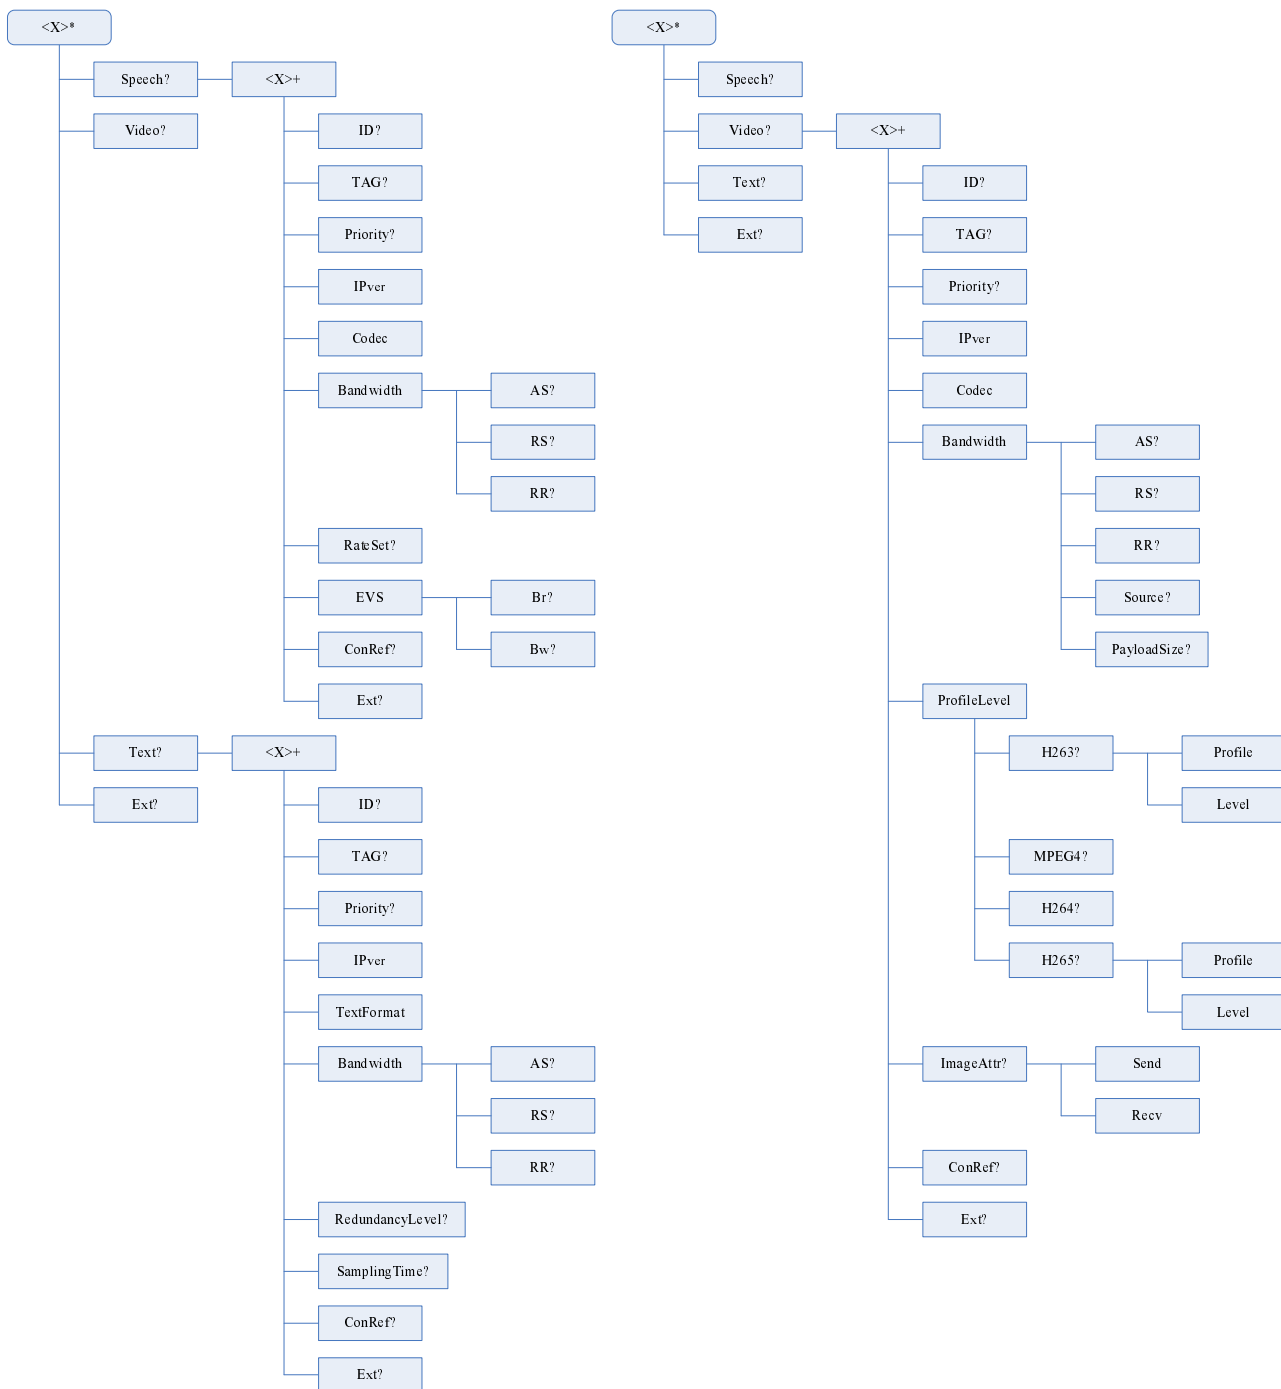 <X>*
Speech?
<X>+
Video?
ID?
TAG?
Priority?
IPver
Codec
Bandwidth
AS?
RS?
RR?
RateSet?
EVS
Br?
ConRef?
Bw?
Ext?
Text?
<X>+
Ext?
ID?
TAG?
Priority?
IPver
TextFormat
Bandwidth
AS?
RS?
RR?
RedundancyLevel?
SamplingTime?
ConRef?
Ext?
<X>*
Speech?
Video?
<X>+
Text?
ID?
Ext?
TAG?
Priority?
IPver
Codec
Bandwidth
AS?
RS?
RR?
Source?
PayloadSize?
ProfileLevel
H263?
Profile
Level
MPEG4?
H264?
H265?
Profile
Level
ImageAttr?
Send
Recv
ConRef?
Ext?